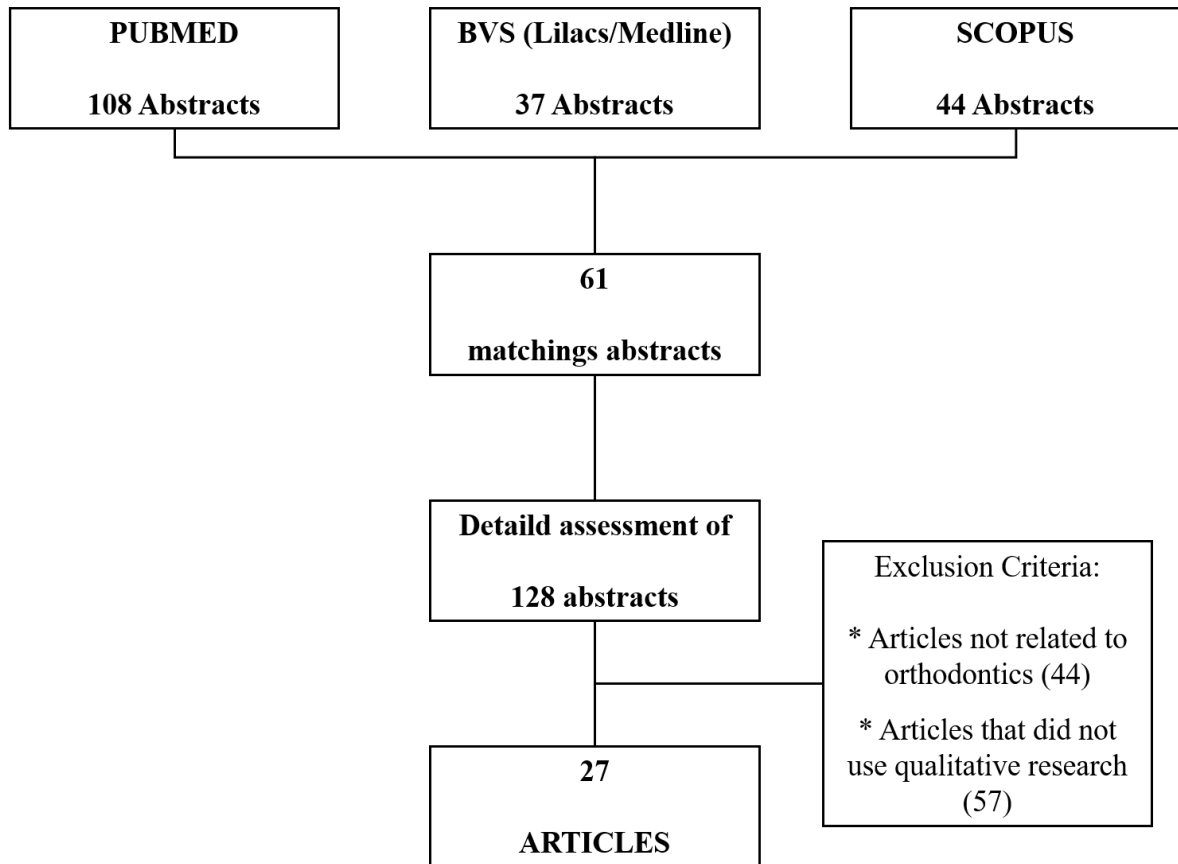 PUBMED
108 Abstracts
BVS (Lilacs/Medline)
37 Abstracts
SCOPUS
44 Abstracts
61
matchings abstracts
Detaild assessment of
128 abstracts
Exclusion Criteria:
* Articles not related to
orthodontics (44)
* Articles that did not
use qualitative research
(57)
27
ARTICLES